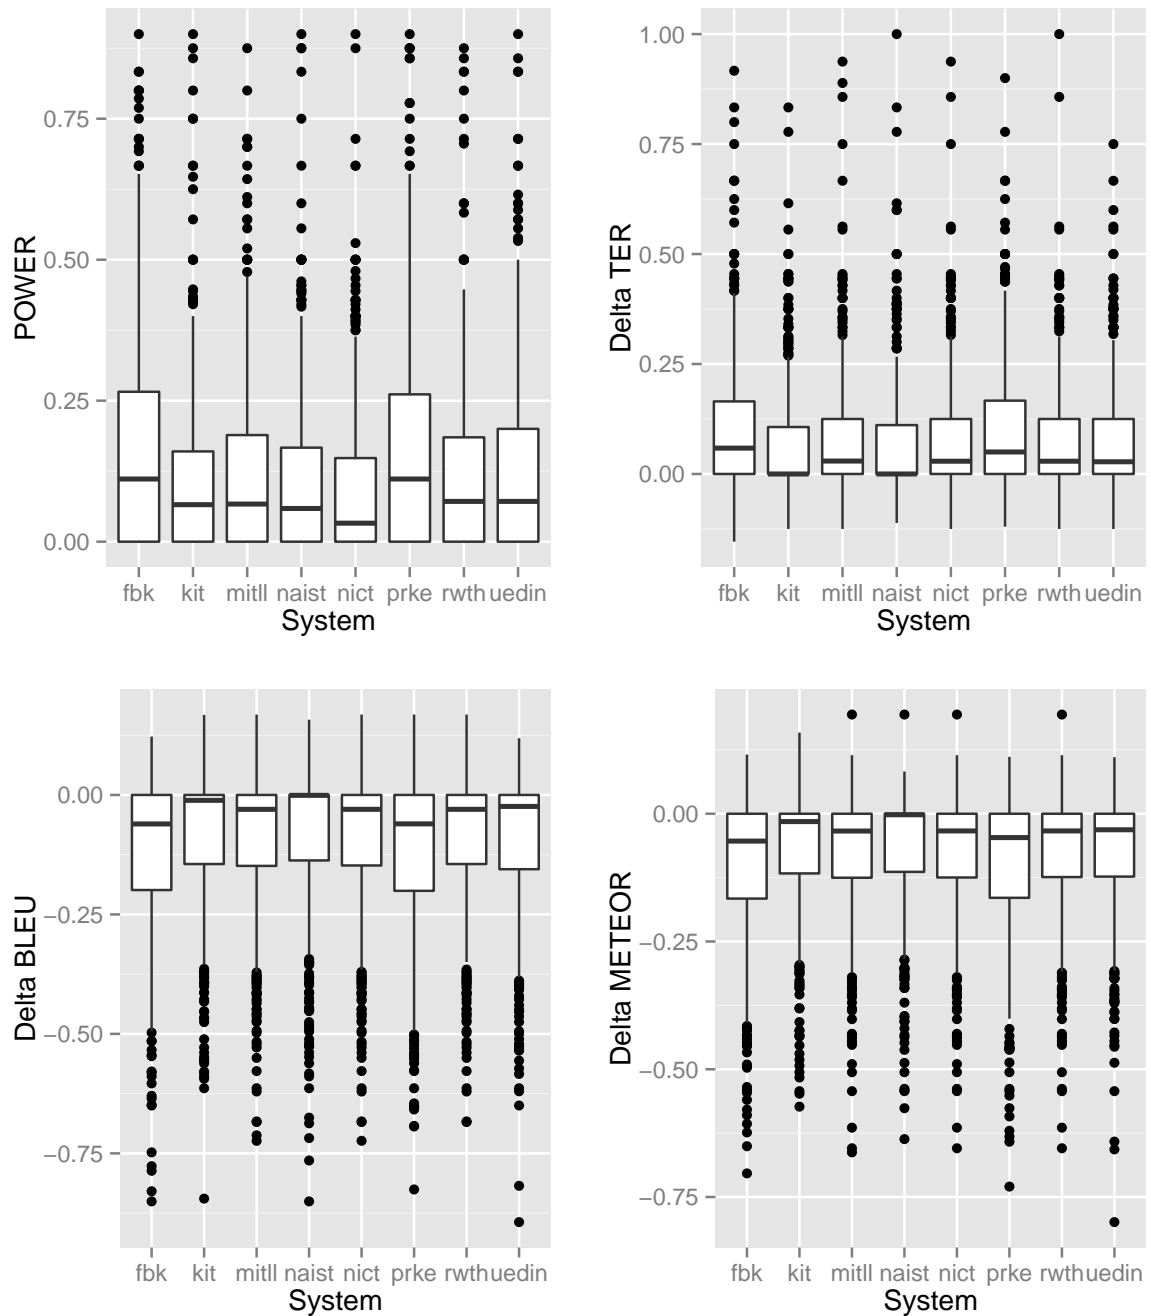 POWER
0.75
0.50
0.25
0.00
fbk kit mitll naist nict prke rwth uedin
System
Delta TER
1.00
0.75
0.50
0.25
0.00
fbk kit mitll naist nict prke rwth uedin
System
Delta BLEU
0.00
−0.25
−0.50
−0.75
fbk kit mitll naist nict prke rwth uedin
System
Delta METEOR
0.00
−0.25
−0.50
−0.75
fbk kit mitll naist nict prke rwth uedin
System